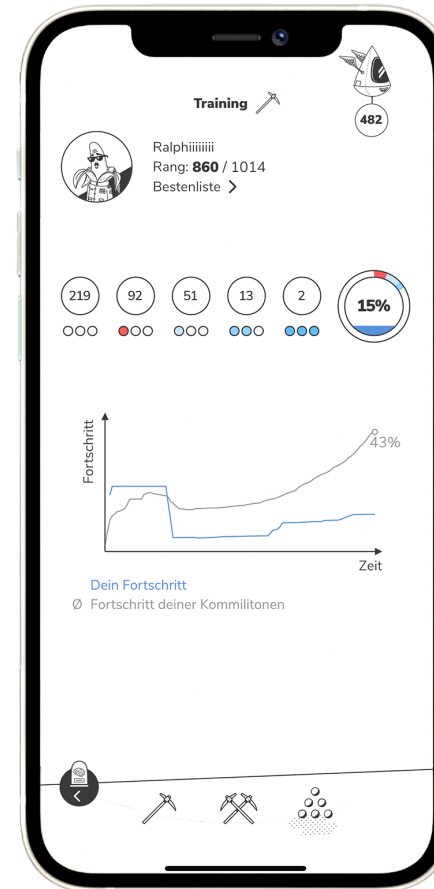 Training
482
Ralphiiiiiiii
Rang: 860 / 1014
Bestenliste
219 92 51 13 2 15%
Fortschritt
43%
Zeit
Dein Fortschritt
Ø Fortschritt deiner Kommilitonen